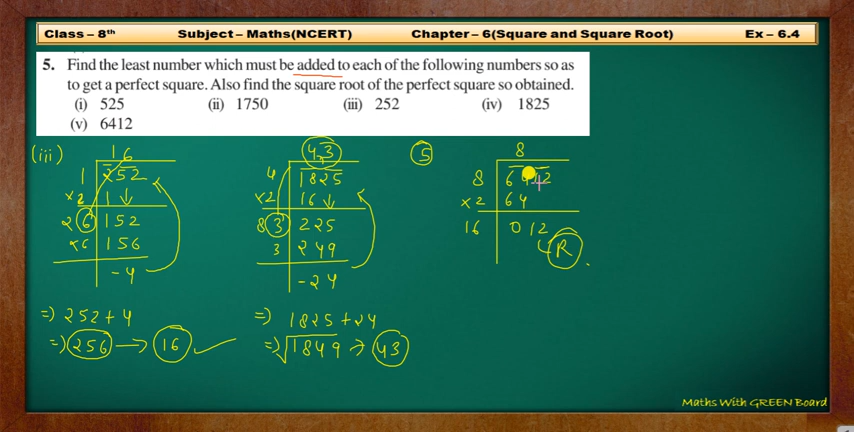 Class – 8th Subject – Maths(NCERT) Chapter – 6(Square and Square Root) Ex – 6.4
5. Find the least number which must be added to each of the following numbers so as
to get a perfect square. Also find the square root of the perfect square so obtained.
(i) 525 (ii) 1750 (iii) 252 (iv) 1825
(v) 6412
(iii)
16
1 252
×2 1 ↓
26 152
×6 156
-4
=) 252 + 4
=) 256 → 16 ✓
43
4 1825
×2 16 ↓
83 225
3 249
-24
=) 1825 + 24
=) √1849 → 43
5
8
8 6412
×2 64
16 012
R
Maths With GREEN Board